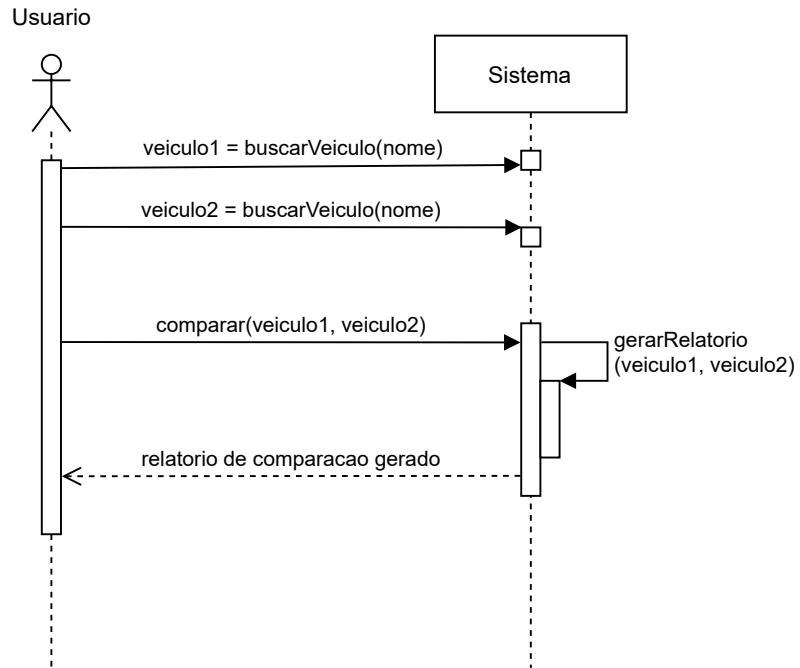 Usuario
Sistema
veiculo1 = buscarVeiculo(nome)
veiculo2 = buscarVeiculo(nome)
comparar(veiculo1, veiculo2)
gerarRelatorio
(veiculo1, veiculo2)
relatorio de comparacao gerado